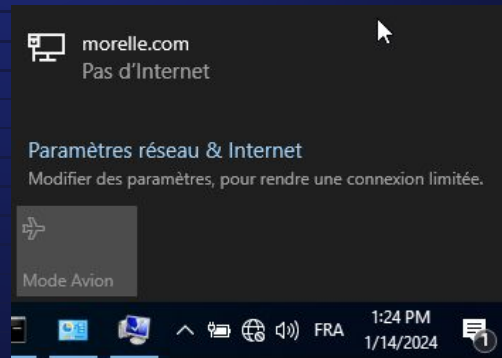 morelle.com
Pas d'Internet
Paramètres réseau & Internet
Modifier des paramètres, pour rendre une connexion limitée.
Mode Avion
FRA
1:24 PM
1/14/2024
1